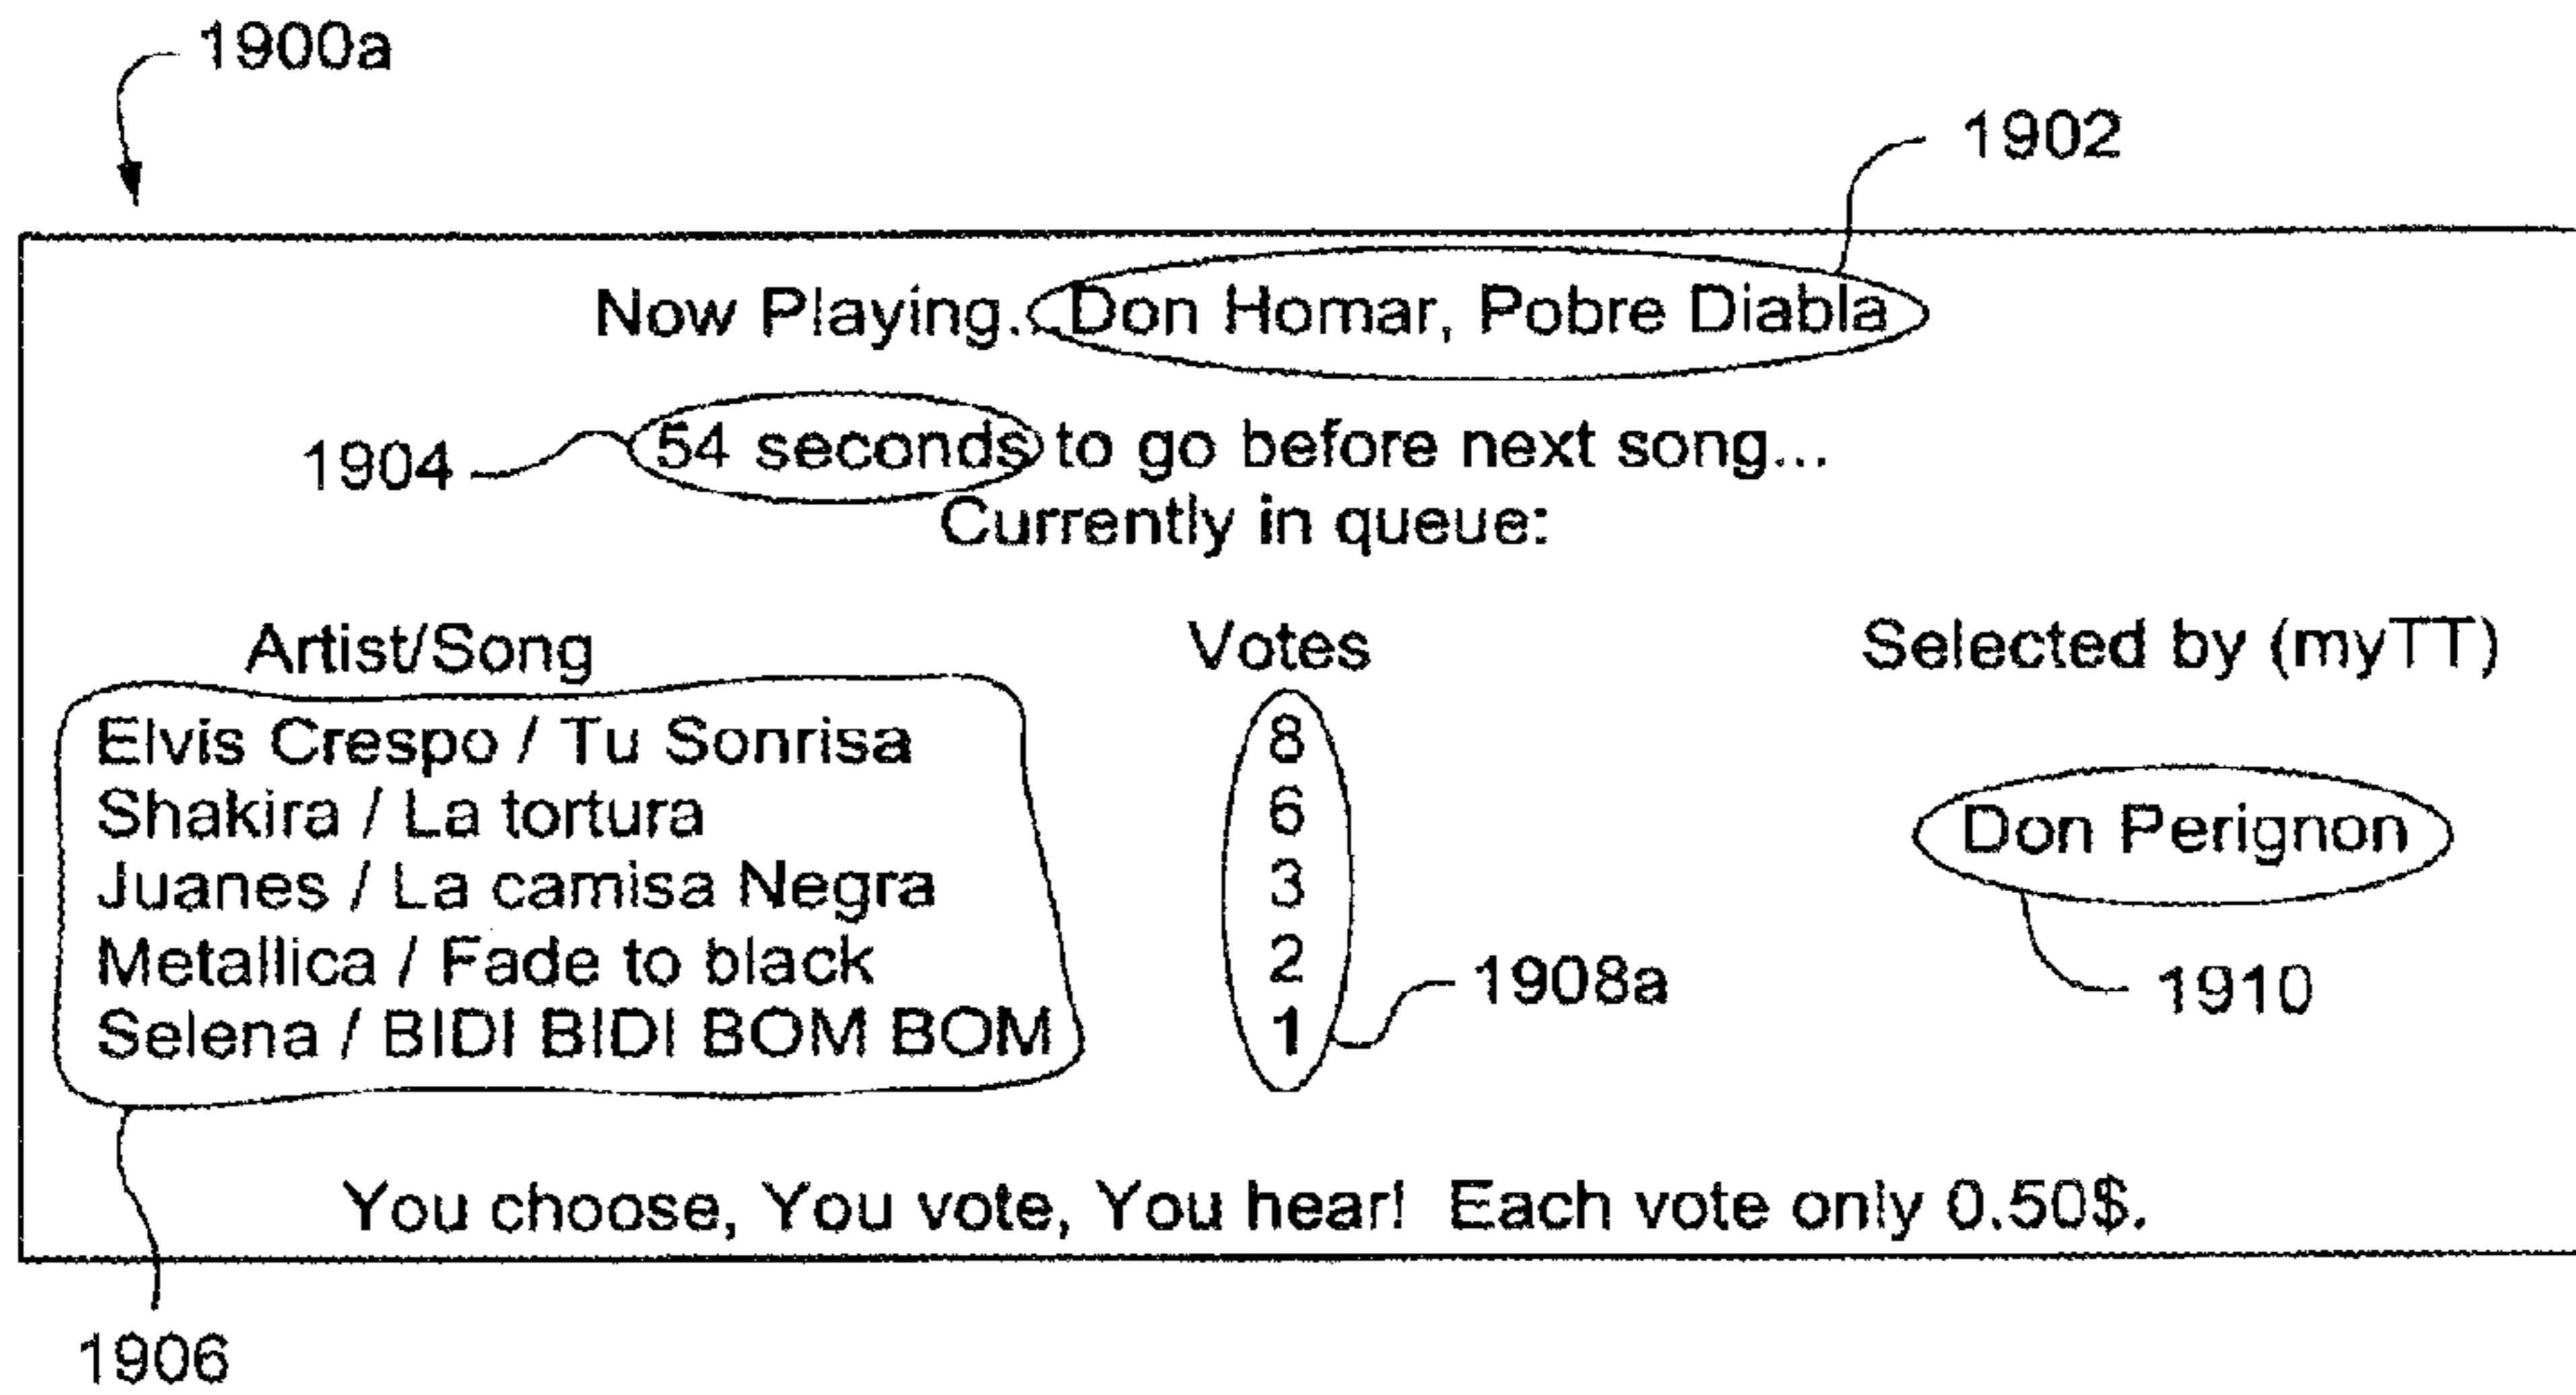 1900a
1902
Now Playing...Don Homar, Pobre Diabla
1904 54 seconds to go before next song...
Currently in queue:
Artist/Song Votes Selected by (myTT)
Elvis Crespo / Tu Sonrisa 8
Shakira / La tortura 6 Don Perignon
Juanes / La camisa Negra 3
Metallica / Fade to black 2 1908a 1910
Selena / BIDI BIDI BOM BOM 1
You choose, You vote, You hear! Each vote only 0.50$.
1906